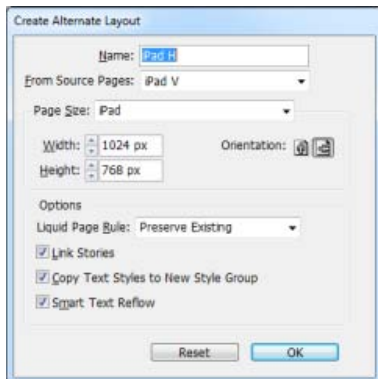 Create Alternate Layout
Name: iPad H
From Source Pages: iPad V
Page Size: iPad
Width: 1024 px Orientation:
Height: 768 px
Options
Liquid Page Rule: Preserve Existing
Link Stories
Copy Text Styles to New Style Group
Smart Text Reflow
Reset OK